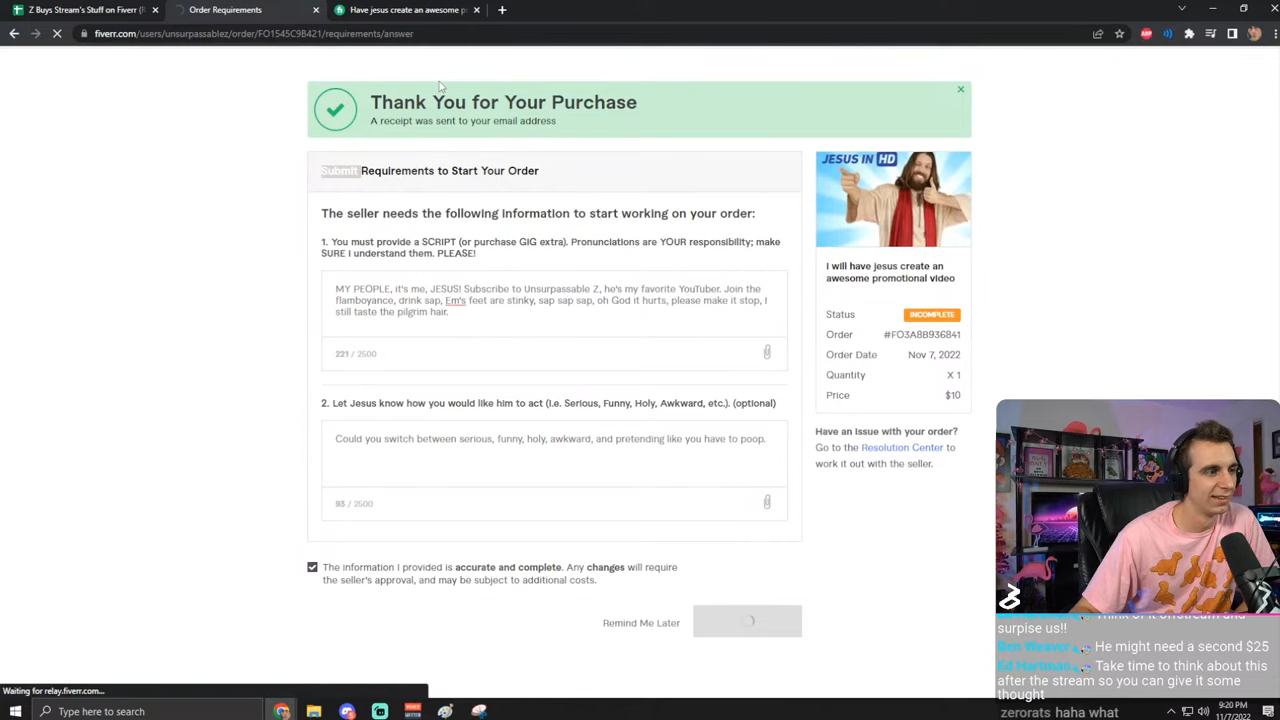 Z Buys Stream's Stuff on Fiverr (
Order Requirements
Have jesus create an awesome p
fiverr.com/users/unsurpassablez/order/FO1545C9B421/requirements/answer
Thank You for Your Purchase
A receipt was sent to your email address
Submit Requirements to Start Your Order
The seller needs the following information to start working on your order:
1. You must provide a SCRIPT (or purchase GIG extra). Pronunciations are YOUR responsibility; make
SURE I understand them. PLEASE!
MY PEOPLE, it's me, JESUS! Subscribe to Unsurpassable Z, he's my favorite YouTuber. Join the
flamboyance, drink sap, Em's feet are stinky, sap sap sap, oh God it hurts, please make it stop, I
still taste the pilgrim hair.
221 / 2500
2. Let Jesus know how you would like him to act (I.e. Serious, Funny, Holy, Awkward, etc.). (optional)
Could you switch between serious, funny, holy, awkward, and pretending like you have to poop.
93 / 2500
The information I provided is accurate and complete. Any changes will require
the seller's approval, and may be subject to additional costs.
Remind Me Later
JESUS IN HD
I will have jesus create an
awesome promotional video
Status INCOMPLETE
Order #FO3A8B936841
Order Date Nov 7, 2022
Quantity X 1
Price $10
Have an issue with your order?
Go to the Resolution Center to
work it out with the seller.
surpise us!!
Ben Weaver He might need a second $25
Ed Hartman Take time to think about this
after the stream so you can give it some
thought
zerorats haha what
Waiting for relay.fiverr.com...
Type here to search
9:20 PM
11/7/2022